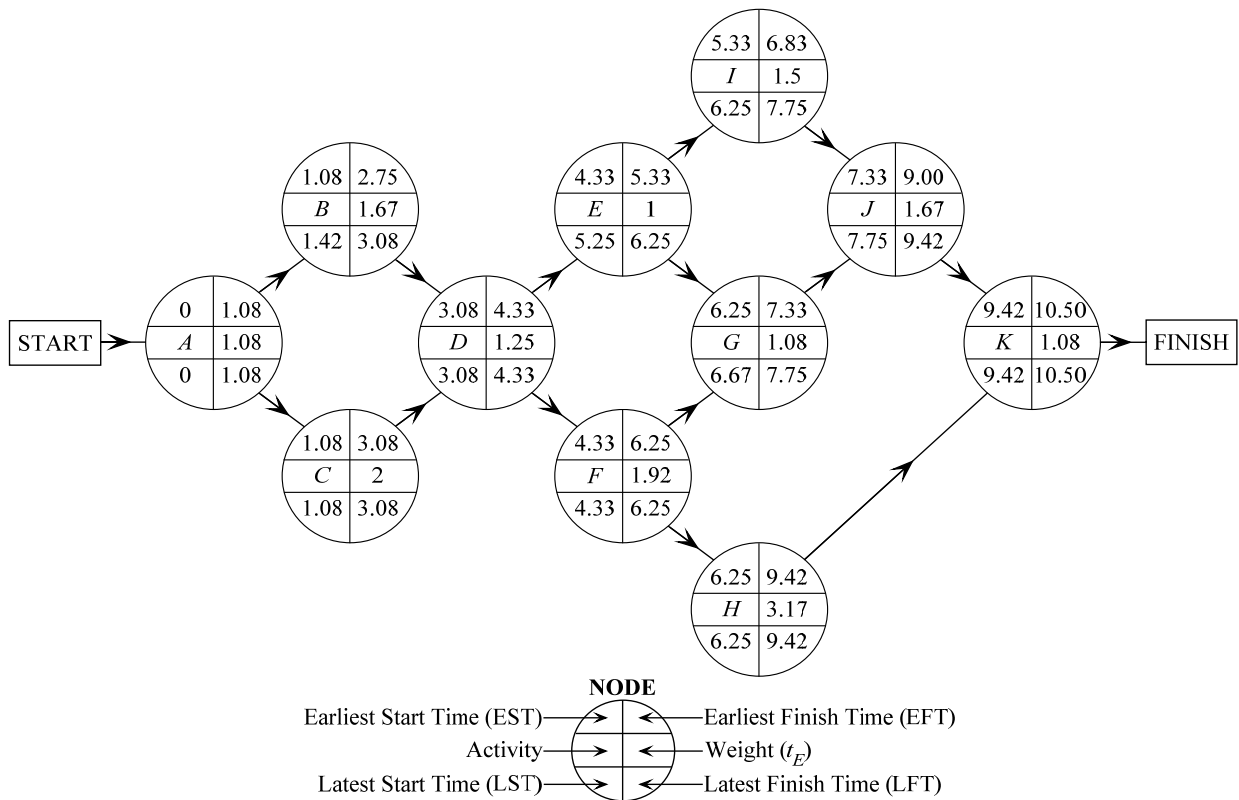 5.33 6.83
I 1.5
6.25 7.75
1.08 2.75
B 1.67
1.42 3.08
4.33 5.33
E 1
5.25 6.25
7.33 9.00
J 1.67
7.75 9.42
START
0 1.08
A 1.08
0 1.08
3.08 4.33
D 1.25
3.08 4.33
6.25 7.33
G 1.08
6.67 7.75
9.42 10.50
K 1.08
9.42 10.50
FINISH
1.08 3.08
C 2
1.08 3.08
4.33 6.25
F 1.92
4.33 6.25
6.25 9.42
H 3.17
6.25 9.42
NODE
Earliest Start Time (EST) Earliest Finish Time (EFT)
Activity Weight (tE)
Latest Start Time (LST) Latest Finish Time (LFT)